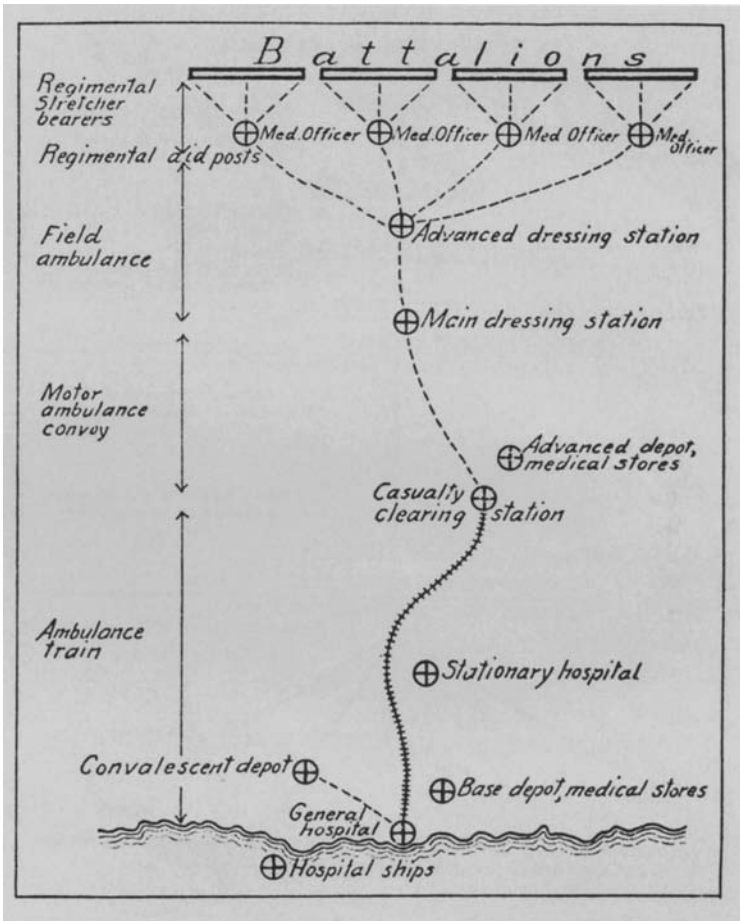 Battalions
Regimental
Stretcher
bearers
Med. Officer
Med. Officer
Med Officer
Med.
Officer
Regimental aid posts
Field
ambulance
Advanced dressing station
Main dressing station
Motor
ambulance
convoy
Advanced depot,
medical stores
Casualty
clearing station
Ambulance
train
Stationary hospital
Convalescent depot
Base depot, medical stores
General
hospital
Hospital ships